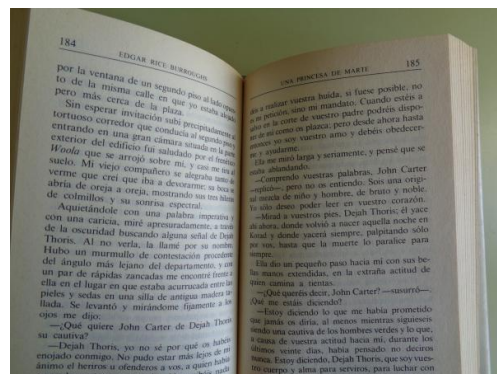 184
EDGAR RICE BURROUGHS
por la ventana de un segundo piso al lado opues-
to de la misma calle en que yo estaba alojado
pero más cerca de la plaza.
Sin esperar invitación subí precipitadamente el
tortuoso corredor que conducía al segundo piso y
entrando en una gran cámara situada en la parte
exterior del edificio fui saludado por el frenético
Woola que se arrojó sobre mí, y casi me tira al
suelo. Mi viejo compañero se alegraba tanto de
verme que creí que iba a devorarme: su boca se
abría de oreja a oreja, mostrando sus tres hileras
de colmillos y su sonrisa espectral.
Aquietándole con una palabra imperativa y
con una caricia, miré apresuradamente, a través
de la oscuridad buscando alguna señal de Dejah
Thoris. Al no verla, la llamé por su nombre.
Hubo un murmullo de contestación procedente
del ángulo más lejano del departamento, y con
un par de rápidas zancadas me encontré frente a
ella en el lugar en que estaba acurrucada entre las
pieles y sedas en una silla de antigua madera ta-
llada. Se levantó y mirándome fijamente a los
ojos me dijo:
—¿Qué quiere John Carter de Dejah Thoris
su cautiva?
—Dejah Thoris, yo no sé por qué os habéis
enojado conmigo. No pudo estar más lejos de mi
ánimo el heriros u ofenderos a vos, a quien había
185
UNA PRINCESA DE MARTE
a realizar vuestra huida, si fuese posible, no
es mi petición, sino mi mandato. Cuando estéis a
salvo en la corte de vuestro padre podréis dispo-
ner de mí como os plazca; pero desde ahora hasta
entonces yo soy vuestro amo y debéis obedecer-
me y ayudarme.
Ella me miró larga y seriamente, y pensé que se
estaba ablandando.
—Comprendo vuestras palabras, John Carter
—replicó—, pero no os entiendo. Sois una origi-
nal mezcla de niño y hombre, de bruto y noble.
Yo sólo deseo poder leer en vuestro corazón.
—Mirad a vuestros pies, Dejah Thoris; él yace
ahí ahora, donde volvió a nacer aquella noche en
Korad y donde yacerá siempre, palpitando sólo
por vos, hasta que la muerte lo paralice para
siempre.
Ella dio un pequeño paso hacia mí con sus be-
llas manos extendidas, en la extraña actitud de
quien camina a tientas.
—¿Qué queréis decir, John Carter? —susurró—.
¿Qué me estáis diciendo?
—Estoy diciendo lo que me había prometido
que jamás os diría, al menos mientras siguieseis
siendo una cautiva de los hombres verdes y lo que,
a causa de vuestra actitud hacia mí, durante los
últimos veinte días, había pensado no deciros
nunca. Estoy diciendo, Dejah Thoris, que soy vues-
tro cuerpo y alma para serviros, para luchar con